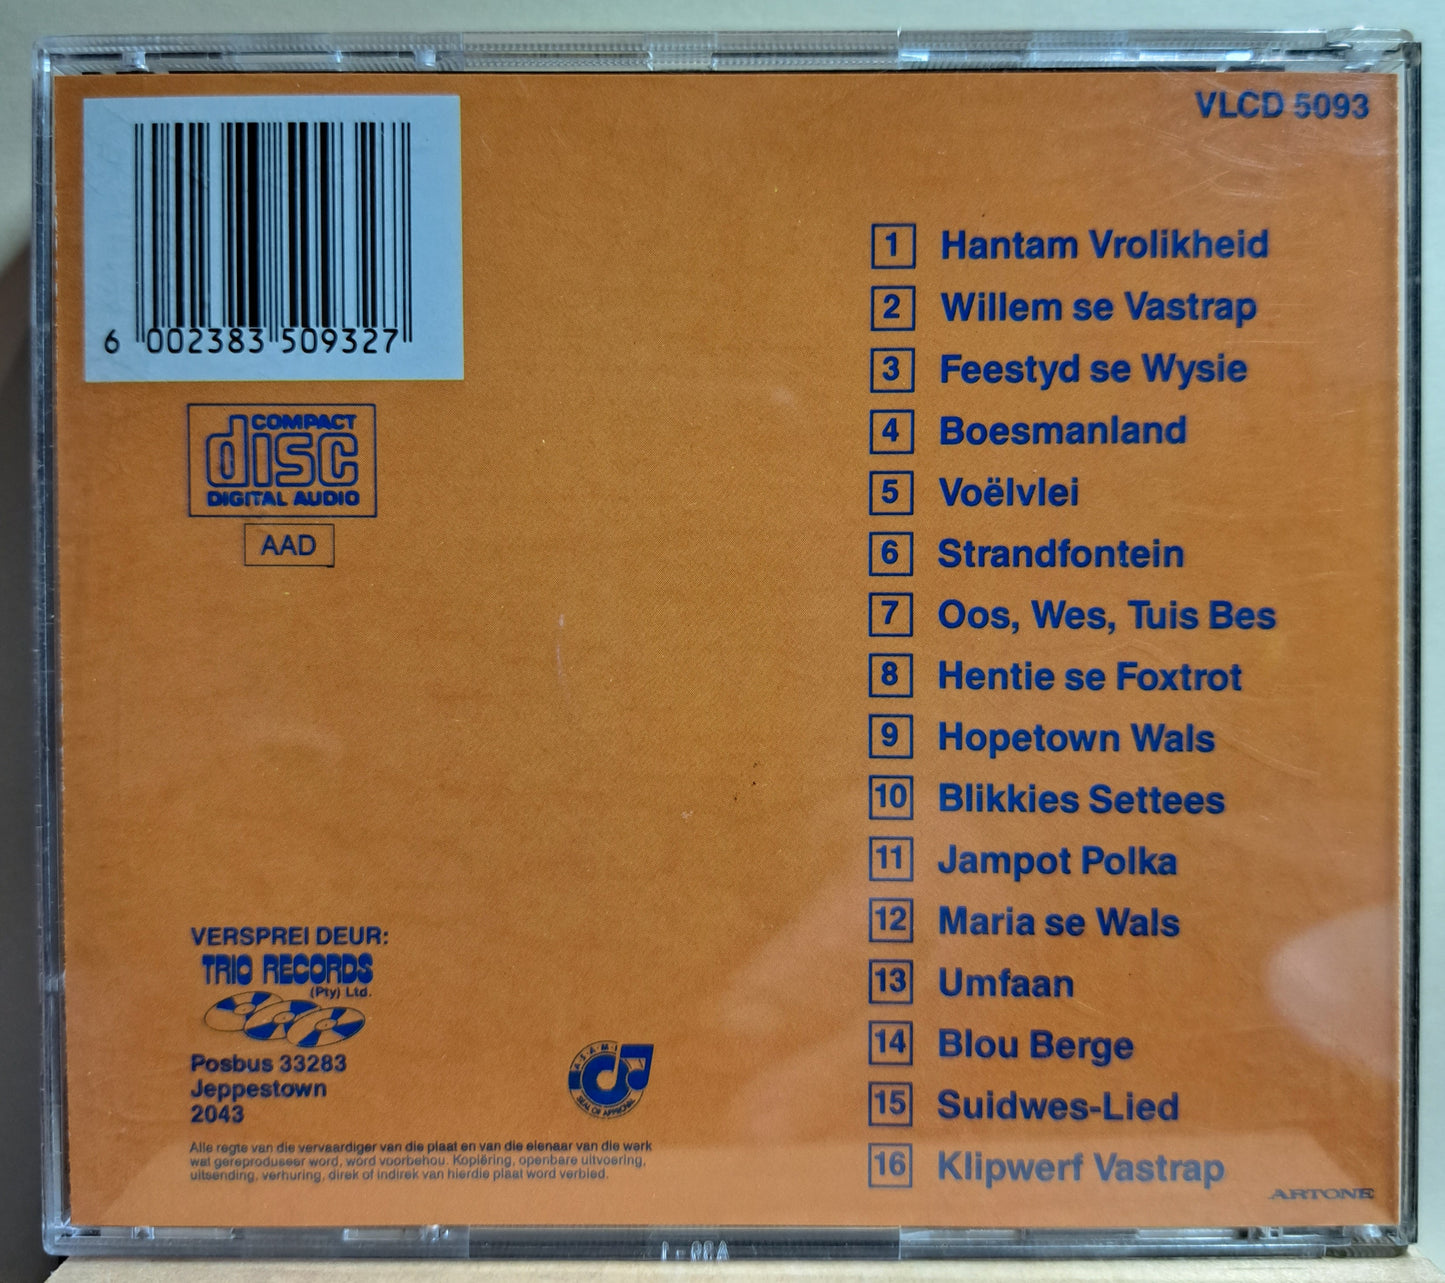 VLCD 5093
6 002383 509327
COMPACT
disc
DIGITAL AUDIO
AAD
1 Hantam Vrolikheid
2 Willem se Vastrap
3 Feestyd se Wysie
4 Boesmanland
5 Voëlvlei
6 Strandfontein
7 Oos, Wes, Tuis Bes
8 Hentie se Foxtrot
9 Hopetown Wals
10 Blikkies Settees
11 Jampot Polka
12 Maria se Wals
13 Umfaan
14 Blou Berge
15 Suidwes-Lied
16 Klipwerf Vastrap
VERSPREI DEUR:
TRIO RECORDS
(Pty) Ltd.
Posbus 33283
Jeppestown
2043
A·S·A·M·I
SEAL OF APPROVAL
Alle regte van die vervaardiger van die plaat en van die eienaar van die werk
wat gereproduseer word, word voorbehou. Kopiëring, openbare uitvoering,
uitsending, verhuring, direk of indirek van hierdie plaat word verbied.
ARTONE